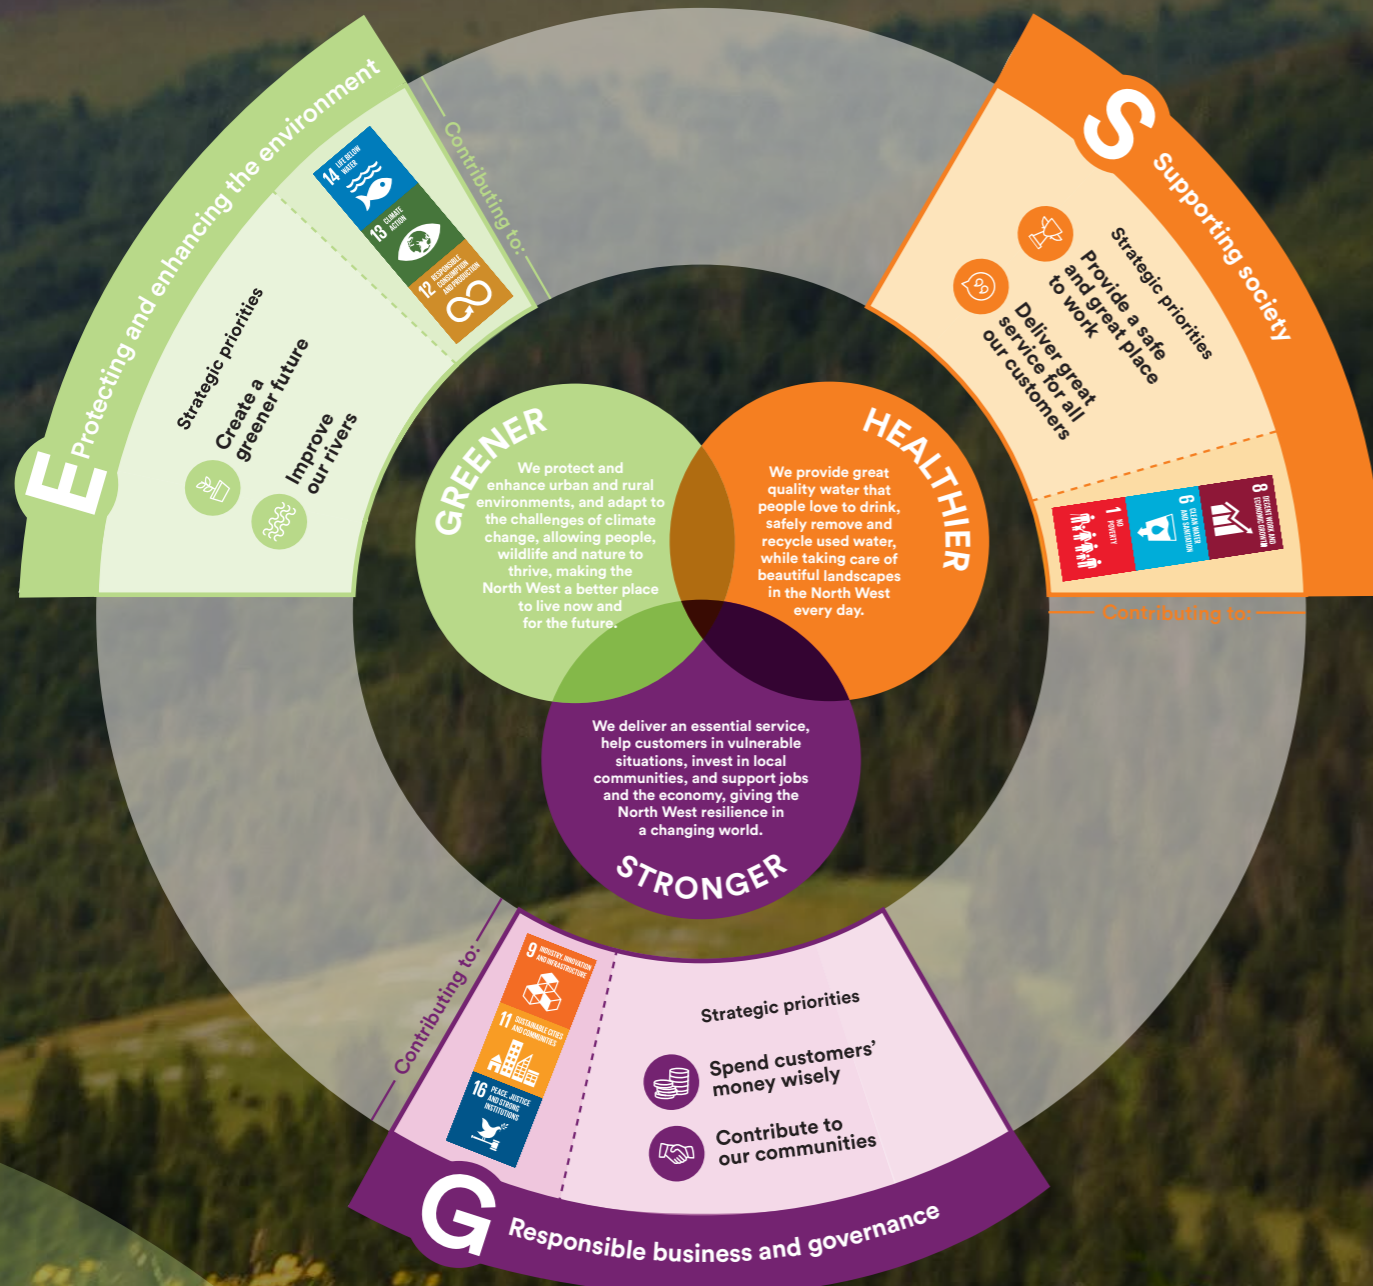 E
Protecting and enhancing the environment
Strategic priorities
Create a
greener future
Improve
our rivers
Contributing to:
14 LIFE BELOW
WATER
13 CLIMATE
ACTION
12 RESPONSIBLE
CONSUMPTION
AND PRODUCTION
S
Supporting society
Strategic priorities
Provide a safe
and great place
to work
Deliver great
service for all
our customers
Contributing to:
1 NO
POVERTY
6 CLEAN WATER
AND SANITATION
8 DECENT WORK AND
ECONOMIC GROWTH
GREENER
We protect and
enhance urban and rural
environments, and adapt to
the challenges of climate
change, allowing people,
wildlife and nature to
thrive, making the
North West a better place
to live now and
for the future.
HEALTHIER
We provide great
quality water that
people love to drink,
safely remove and
recycle used water,
while taking care of
beautiful landscapes
in the North West
every day.
We deliver an essential service,
help customers in vulnerable
situations, invest in local
communities, and support jobs
and the economy, giving the
North West resilience in
a changing world.
STRONGER
Contributing to:
9 INDUSTRY, INNOVATION
AND INFRASTRUCTURE
11 SUSTAINABLE CITIES
AND COMMUNITIES
16 PEACE, JUSTICE
AND STRONG
INSTITUTIONS
Strategic priorities
Spend customers'
money wisely
Contribute to
our communities
G
Responsible business and governance